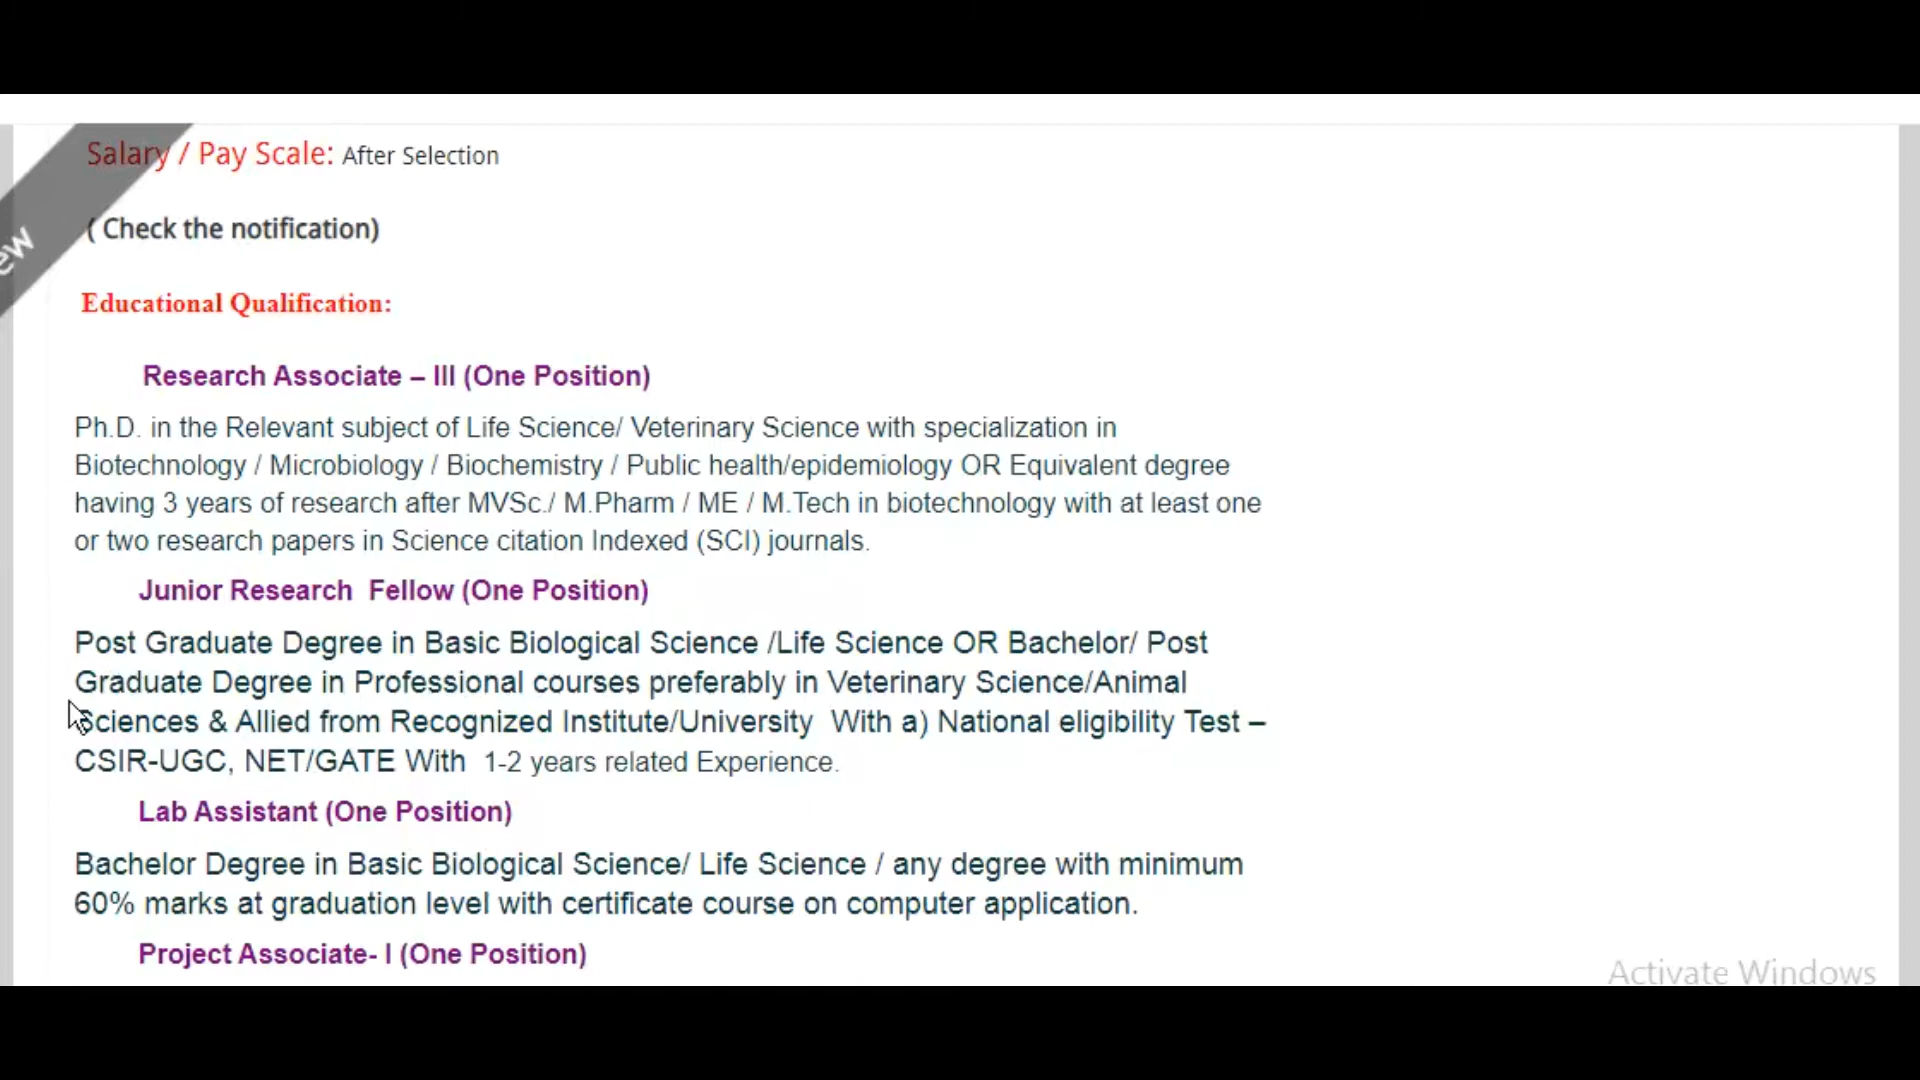 Salary / Pay Scale: After Selection
( Check the notification)
ew
Educational Qualification:
Research Associate – III (One Position)
Ph.D. in the Relevant subject of Life Science/ Veterinary Science with specialization in
Biotechnology / Microbiology / Biochemistry / Public health/epidemiology OR Equivalent degree
having 3 years of research after MVSc./ M.Pharm / ME / M.Tech in biotechnology with at least one
or two research papers in Science citation Indexed (SCI) journals.
Junior Research  Fellow (One Position)
Post Graduate Degree in Basic Biological Science /Life Science OR Bachelor/ Post
Graduate Degree in Professional courses preferably in Veterinary Science/Animal
Sciences & Allied from Recognized Institute/University  With a) National eligibility Test –
CSIR-UGC, NET/GATE With  1-2 years related Experience.
Lab Assistant (One Position)
Bachelor Degree in Basic Biological Science/ Life Science / any degree with minimum
60% marks at graduation level with certificate course on computer application.
Project Associate- I (One Position)
Activate Windows